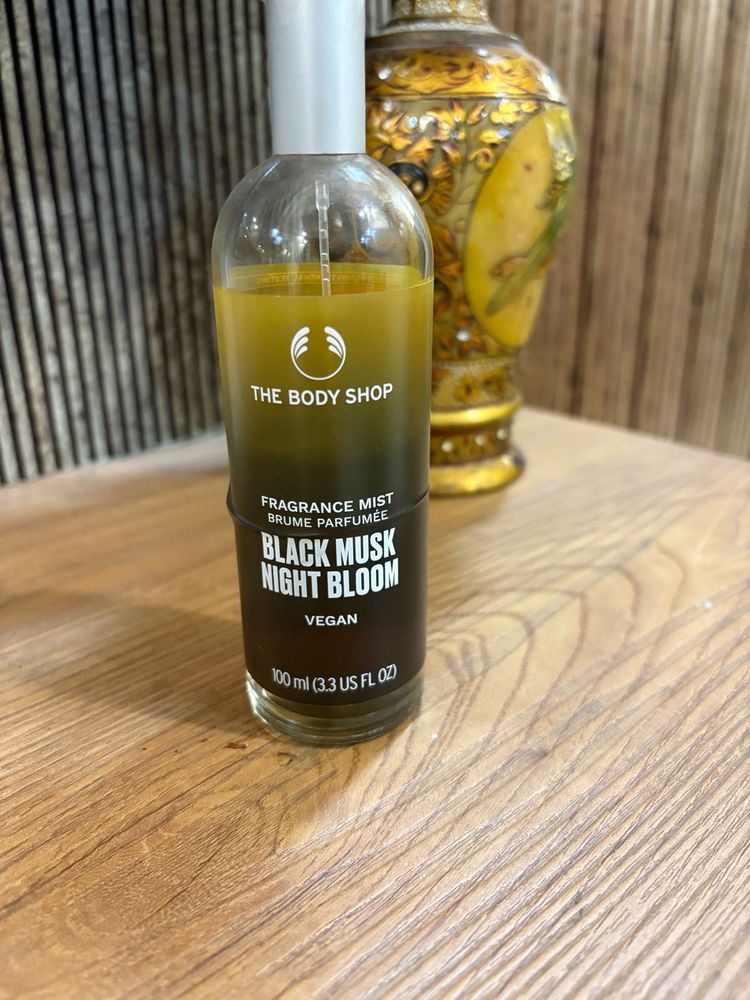 THE BODY SHOP
FRAGRANCE MIST
BRUME PARFUMÉE
BLACK MUSK
NIGHT BLOOM
VEGAN
100 ml (3.3 US FL OZ)